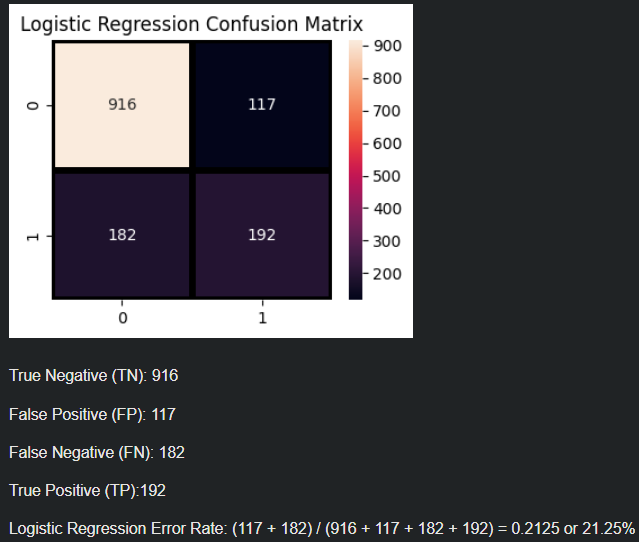 Logistic Regression Confusion Matrix
900
0 916 117
800
700
600
500
400
1 182 192
300
200
0 1
True Negative (TN): 916
False Positive (FP): 117
False Negative (FN): 182
True Positive (TP):192
Logistic Regression Error Rate: (117 + 182) / (916 + 117 + 182 + 192) = 0.2125 or 21.25%